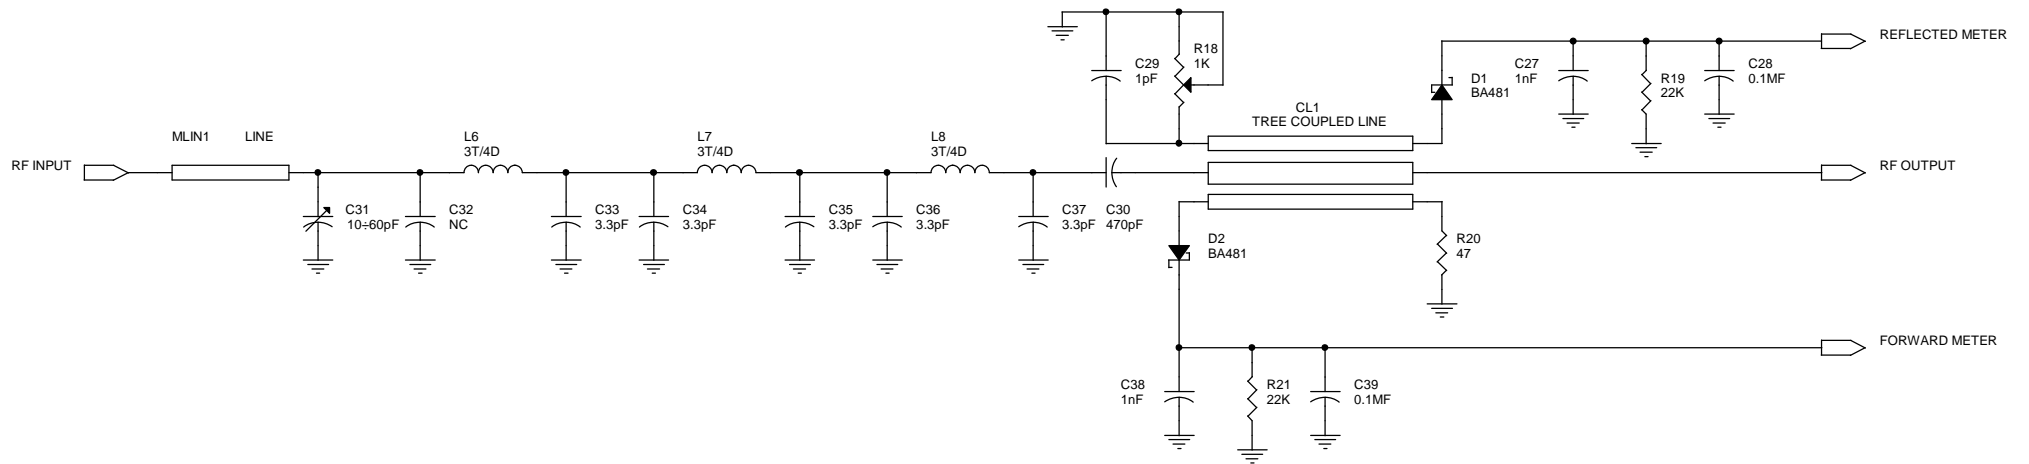 REFLECTED METER
R18
1K
C29
1pF
C27
1nF
R19
22K
C28
0.1MF
D1
BA481
CL1
TREE COUPLED LINE
MLIN1 LINE
L6
3T/4D
L7
3T/4D
L8
3T/4D
RF INPUT
RF OUTPUT
C31
10÷60pF
C32
NC
C33
3.3pF
C34
3.3pF
C35
3.3pF
C36
3.3pF
C37
3.3pF
C30
470pF
D2
BA481
R20
47
FORWARD METER
C38
1nF
R21
22K
C39
0.1MF